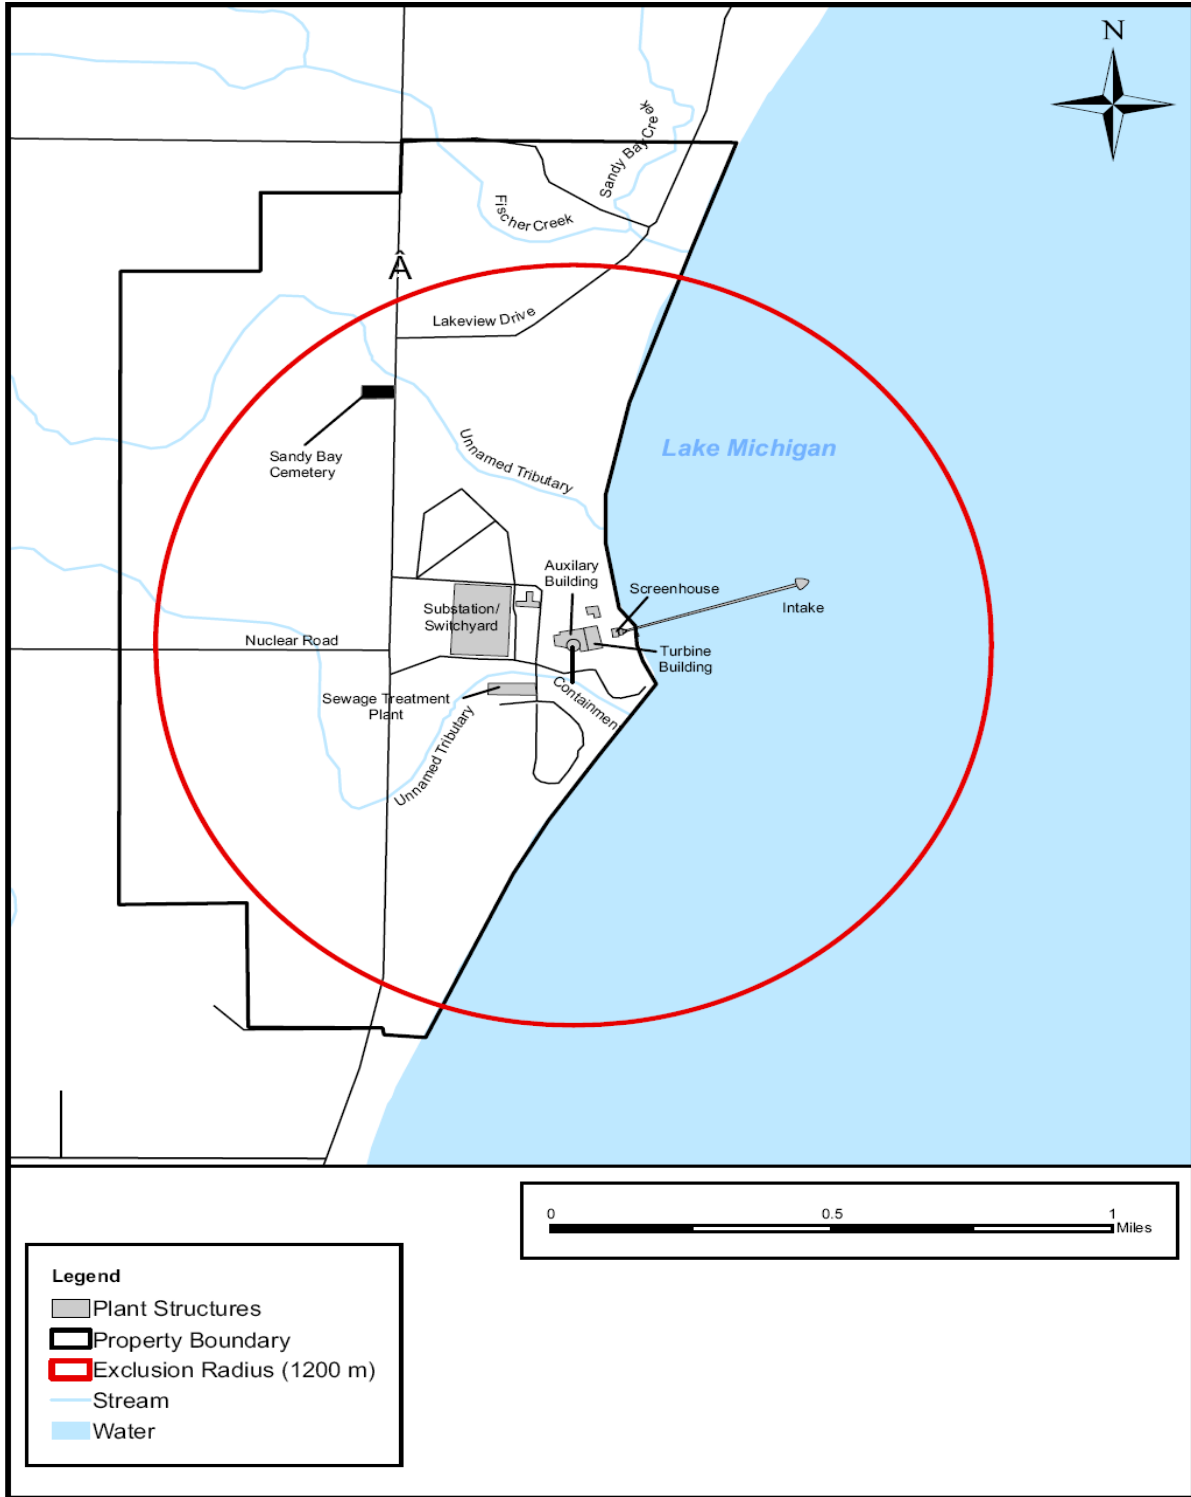 N
Sandy Bay Creek
Fischer Creek
Â
Lakeview Drive
Lake Michigan
Sandy Bay
Cemetery
Unnamed Tributary
Auxilary
Building
Screenhouse
Intake
Substation/
Switchyard
Nuclear Road
Turbine
Building
Sewage Treatment
Plant
Containmen
Unnamed Tributary
0 0.5 1
Miles
Legend
Plant Structures
Property Boundary
Exclusion Radius (1200 m)
Stream
Water